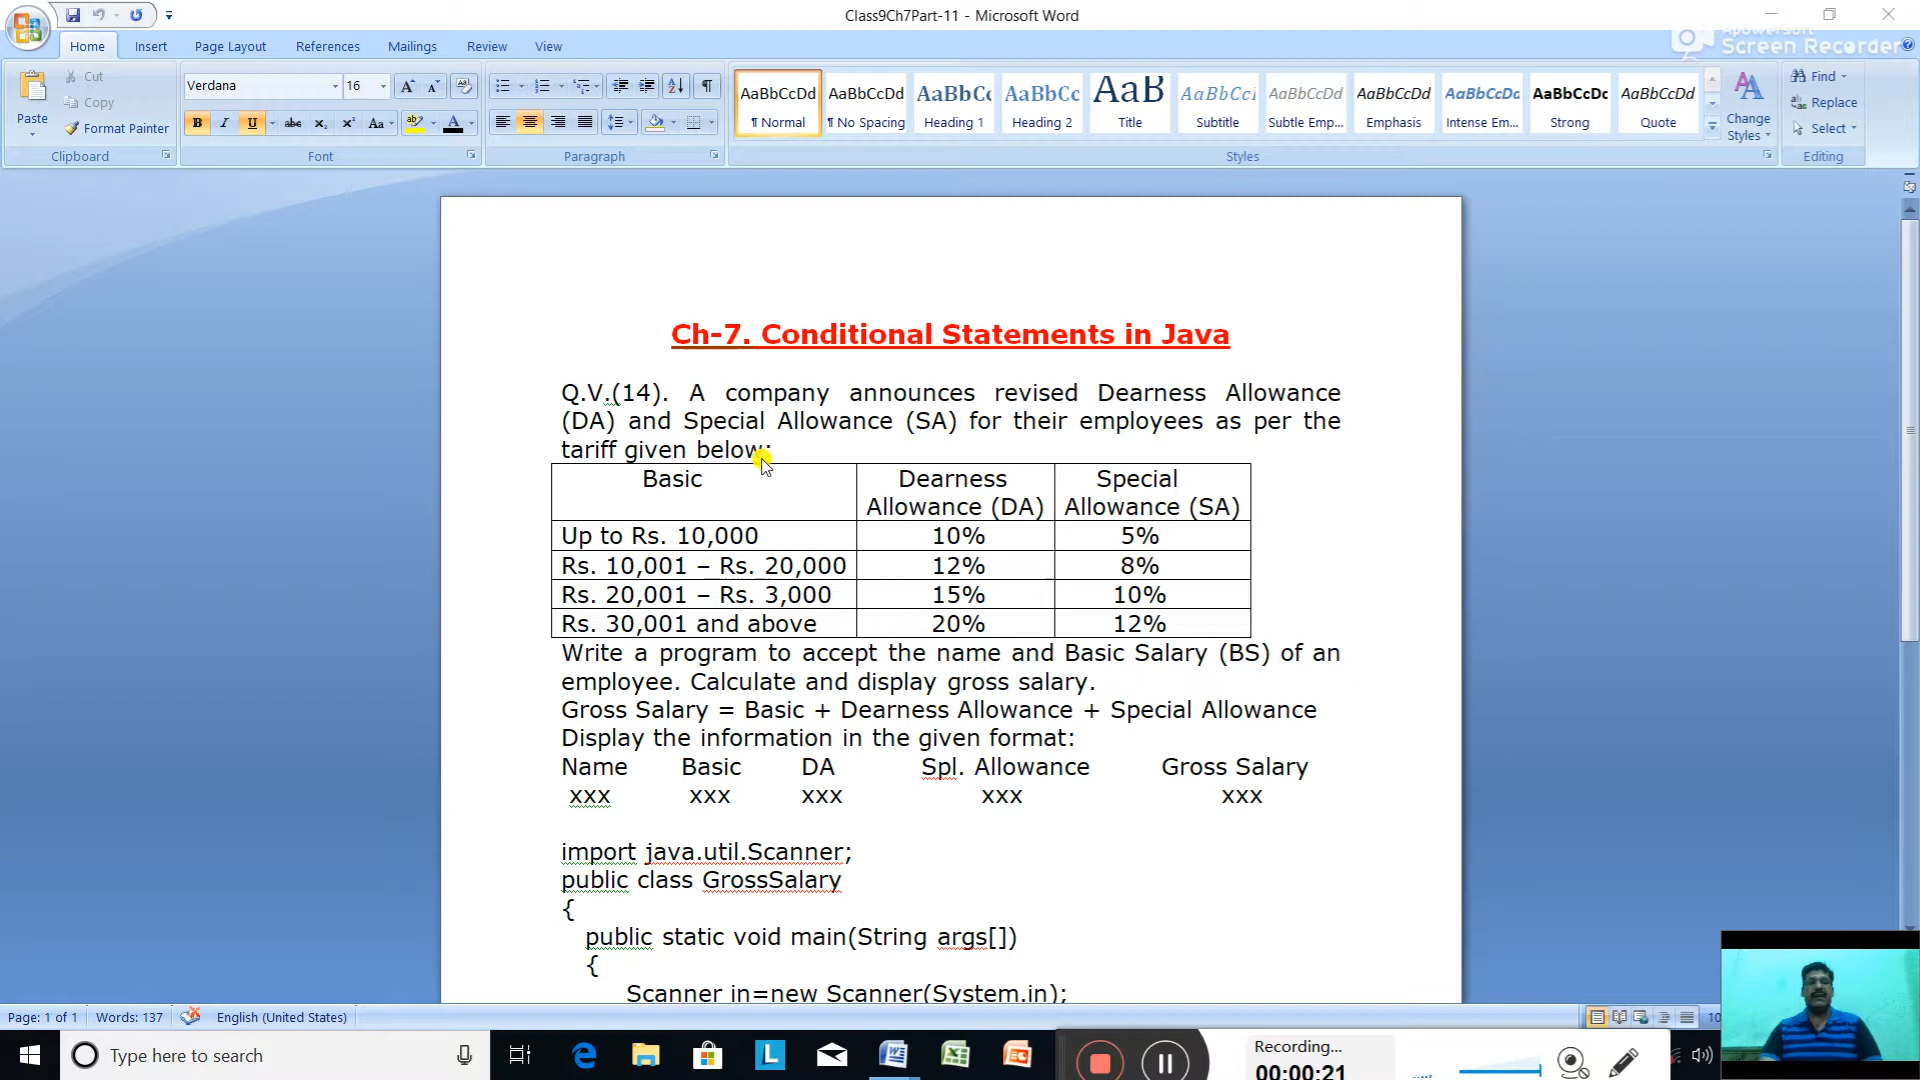 Class9Ch7Part-11 - Microsoft Word
Apowersoft
Screen Recorder
Home Insert Page Layout References Mailings Review View
Paste
Cut
Copy
Format Painter
Clipboard
Verdana 16
B I U abc x₂ x² Aa
Font
Paragraph
AaBbCcDd AaBbCcDd AaBbCc AaBbCc AaB AaBbCcI AaBbCcDd AaBbCcDd AaBbCcDd AaBbCcDc AaBbCcDd
¶ Normal ¶ No Spacing Heading 1 Heading 2 Title Subtitle Subtle Emp... Emphasis Intense Em... Strong Quote
Styles
Change Styles
Find
Replace
Select
Editing
Ch-7. Conditional Statements in Java
Q.V.(14). A company announces revised Dearness Allowance
(DA) and Special Allowance (SA) for their employees as per the
tariff given below:
Basic Dearness Allowance (DA) Special Allowance (SA)
Up to Rs. 10,000 10% 5%
Rs. 10,001 – Rs. 20,000 12% 8%
Rs. 20,001 – Rs. 3,000 15% 10%
Rs. 30,001 and above 20% 12%
Write a program to accept the name and Basic Salary (BS) of an
employee. Calculate and display gross salary.
Gross Salary = Basic + Dearness Allowance + Special Allowance
Display the information in the given format:
Name Basic DA Spl. Allowance Gross Salary
xxx xxx xxx xxx xxx
import java.util.Scanner;
public class GrossSalary
{
public static void main(String args[])
{
Scanner in=new Scanner(System.in);
Page: 1 of 1 Words: 137 English (United States)
Type here to search
Recording...
00:00:21